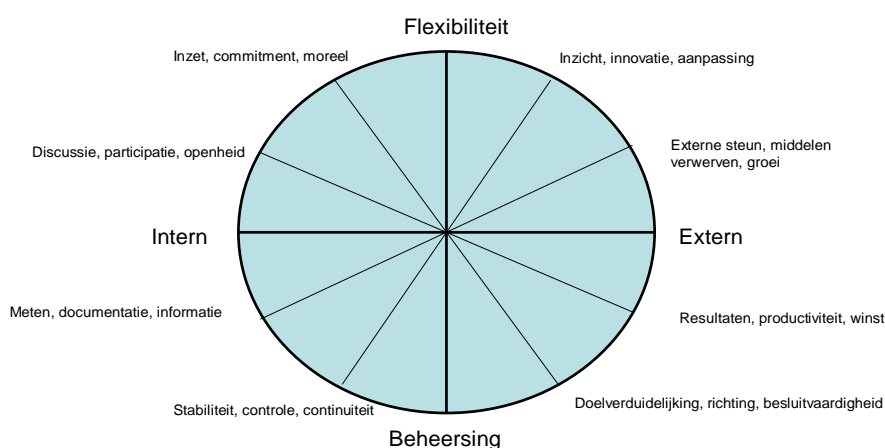 Flexibiliteit
Inzet, commitment, moreel
Inzicht, innovatie, aanpassing
Discussie, participatie, openheid
Externe steun, middelen
verwerven, groei
Intern
Extern
Meten, documentatie, informatie
Resultaten, productiviteit, winst
Stabiliteit, controle, continuiteit
Doelverduidelijking, richting, besluitvaardigheid
Beheersing